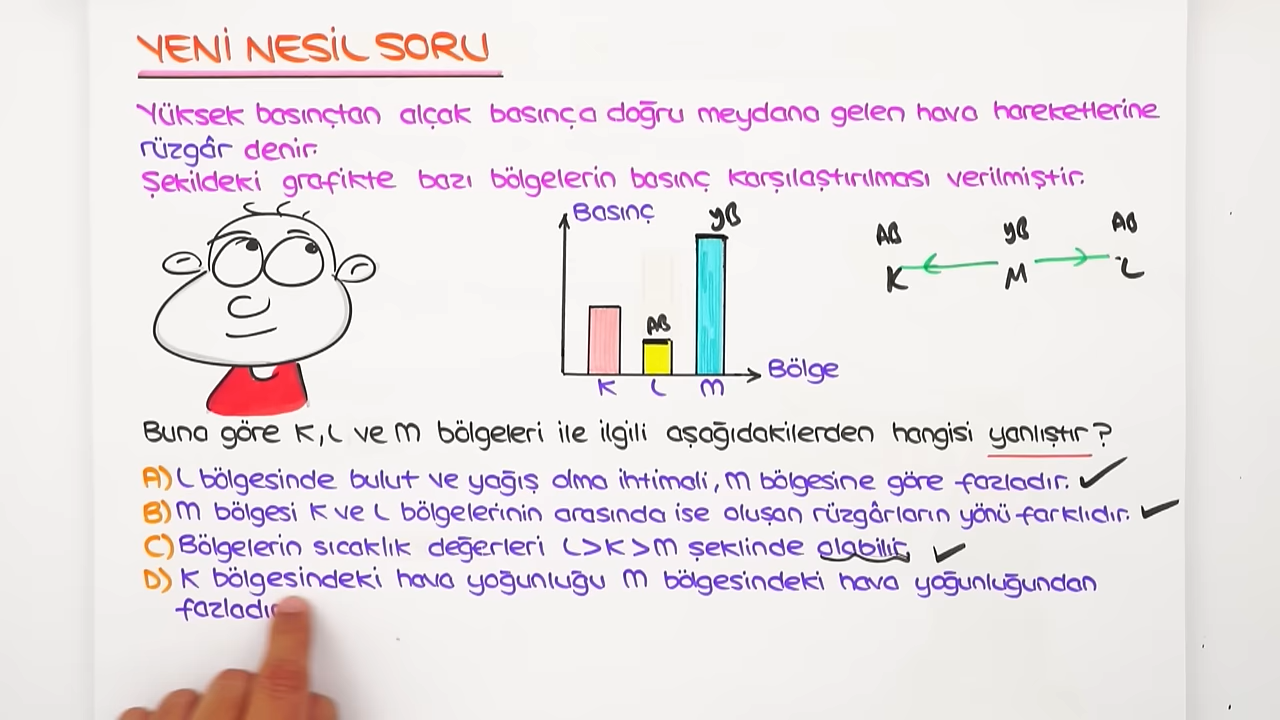 YENİ NESİL SORU
Yüksek basınçtan alçak basınca doğru meydana gelen hava hareketlerine
rüzgâr denir.
Şekildeki grafikte bazı bölgelerin basınç karşılaştırılması verilmiştir.
Basınç
YB
AB
K L M
Bölge
AB YB AB
K M L
Buna göre K, L ve M bölgeleri ile ilgili aşağıdakilerden hangisi yanlıştır?
A) L bölgesinde bulut ve yağış olma ihtimali, M bölgesine göre fazladır.
B) M bölgesi K ve L bölgelerinin arasında ise oluşan rüzgârların yönü farklıdır.
C) Bölgelerin sıcaklık değerleri L>K>M şeklinde olabilir
D) K bölgesindeki hava yoğunluğu M bölgesindeki hava yoğunluğundan